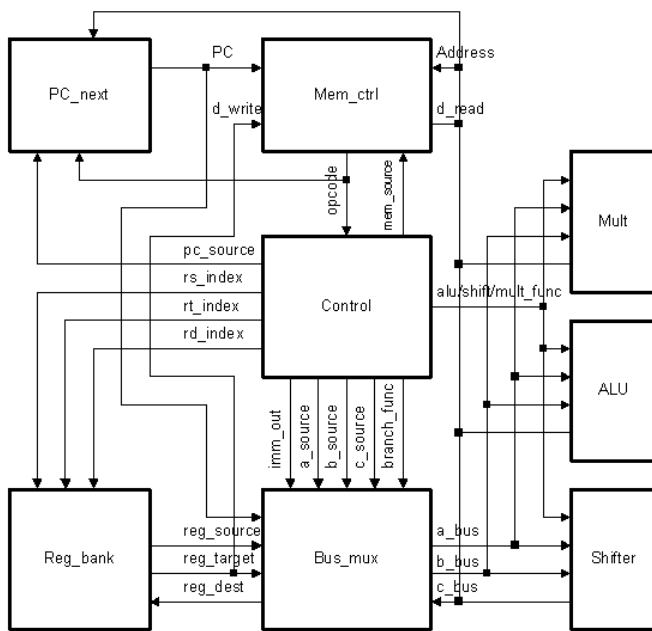 PC
Address
PC_next
Mem_ctrl
d_write
d_read
opcode
mem_source
Mult
pc_source
rs_index
rt_index
rd_index
Control
alu/shift/mult_func
ALU
imm_out
a_source
b_source
c_source
branch_func
reg_source
reg_target
reg_dest
Reg_bank
Bus_mux
a_bus
b_bus
c_bus
Shifter